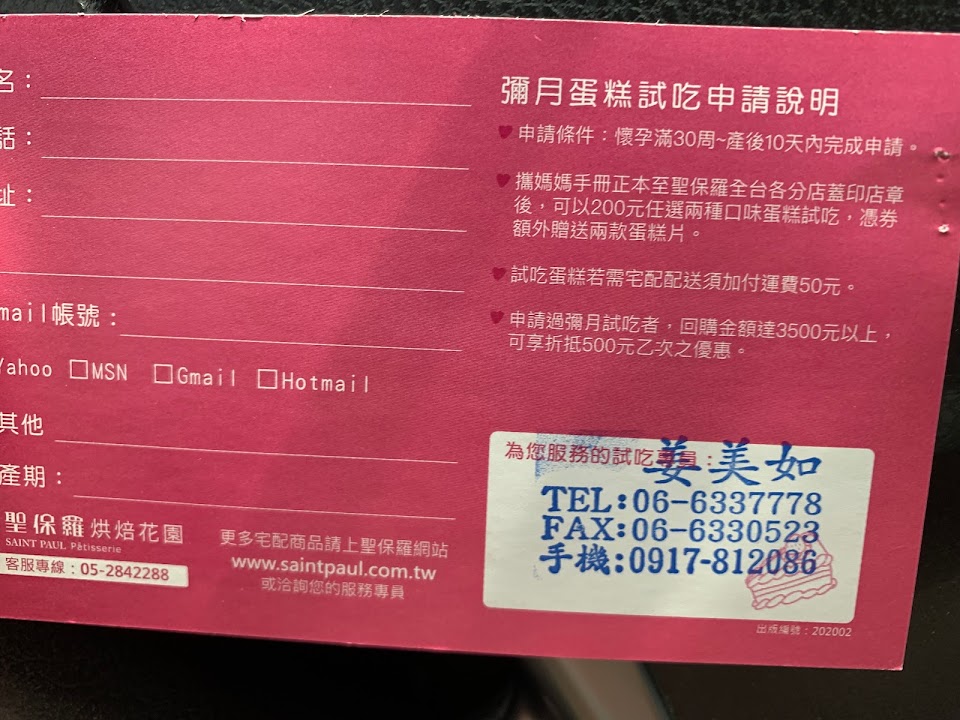 名：
話：
址：
mail帳號：
Yahoo □MSN □Gmail □Hotmail
其他
產期：
聖保羅烘焙花園
SAINT PAUL Pâtisserie
客服專線：05-2842288
更多宅配商品請上聖保羅網站
www.saintpaul.com.tw
或洽詢您的服務專員
彌月蛋糕試吃申請說明
申請條件：懷孕滿30周~產後10天內完成申請。
攜媽媽手冊正本至聖保羅全台各分店蓋印店章
後，可以200元任選兩種口味蛋糕試吃，憑券
額外贈送兩款蛋糕片。
試吃蛋糕若需宅配配送須加付運費50元。
申請過彌月試吃者，回購金額達3500元以上，
可享折抵500元乙次之優惠。
為您服務的試吃專員：
姜美如
TEL:06-6337778
FAX:06-6330523
手機:0917-812086
出版編號：202002